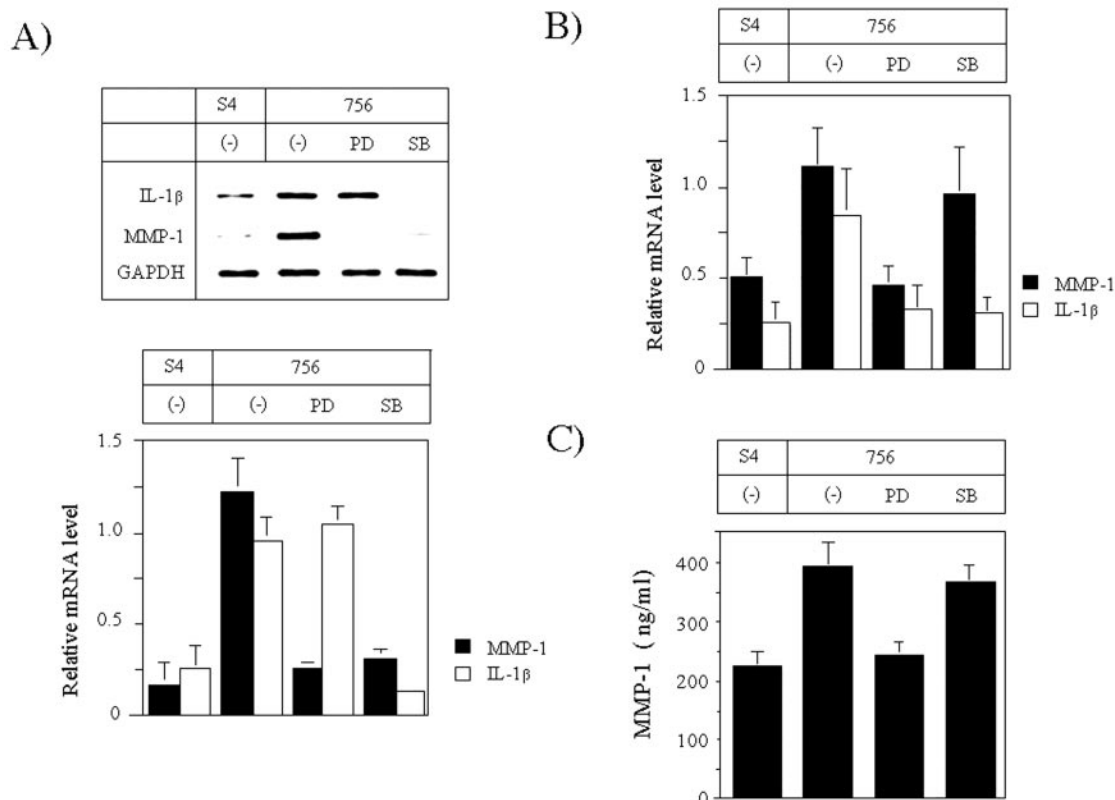 A)
S4 756
(-) (-) PD SB
IL-1β
MMP-1
GAPDH
S4 756
(-) (-) PD SB
1.5
1.0
0.5
0
Relative mRNA level
MMP-1
IL-1β
B)
S4 756
(-) (-) PD SB
1.5
1.0
0.5
0
Relative mRNA level
MMP-1
IL-1β
C)
S4 756
(-) (-) PD SB
400
300
200
100
0
MMP-1 ( ng/ml)